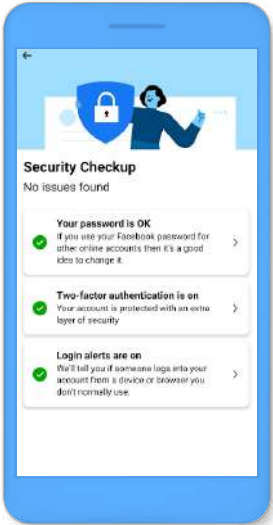 Security Checkup
No issues found
Your password is OK
If you use your Facebook password for
other online accounts then it's a good
idea to change it.
Two-factor authentication is on
Your account is protected with an extra
layer of security
Login alerts are on
We'll tell you if someone logs into your
account from a device or browser you
don't normally use.